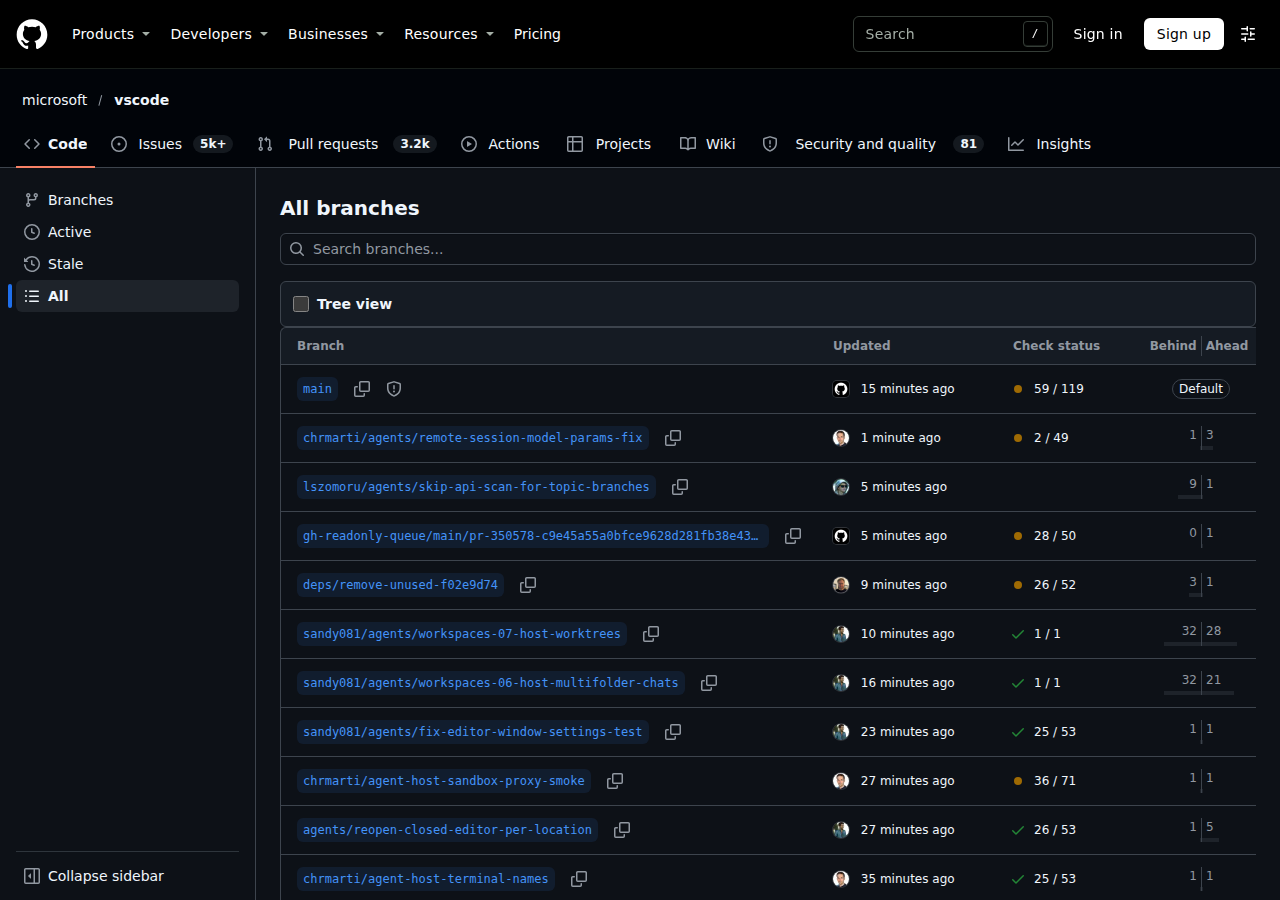 Products Developers Businesses Resources Pricing Search / Sign in Sign up
microsoft / vscode
Code Issues 5k+ Pull requests 3.2k Actions Projects Wiki Security and quality 81 Insights
Branches
Active
Stale
All
Collapse sidebar
All branches
Search branches...
Tree view
Branch Updated Check status Behind Ahead
main 15 minutes ago 59 / 119 Default
chrmarti/agents/remote-session-model-params-fix 1 minute ago 2 / 49 1 3
lszomoru/agents/skip-api-scan-for-topic-branches 5 minutes ago 9 1
gh-readonly-queue/main/pr-350578-c9e45a55a0bfce9628d281fb38e43… 5 minutes ago 28 / 50 0 1
deps/remove-unused-f02e9d74 9 minutes ago 26 / 52 3 1
sandy081/agents/workspaces-07-host-worktrees 10 minutes ago 1 / 1 32 28
sandy081/agents/workspaces-06-host-multifolder-chats 16 minutes ago 1 / 1 32 21
sandy081/agents/fix-editor-window-settings-test 23 minutes ago 25 / 53 1 1
chrmarti/agent-host-sandbox-proxy-smoke 27 minutes ago 36 / 71 1 1
agents/reopen-closed-editor-per-location 27 minutes ago 26 / 53 1 5
chrmarti/agent-host-terminal-names 35 minutes ago 25 / 53 1 1